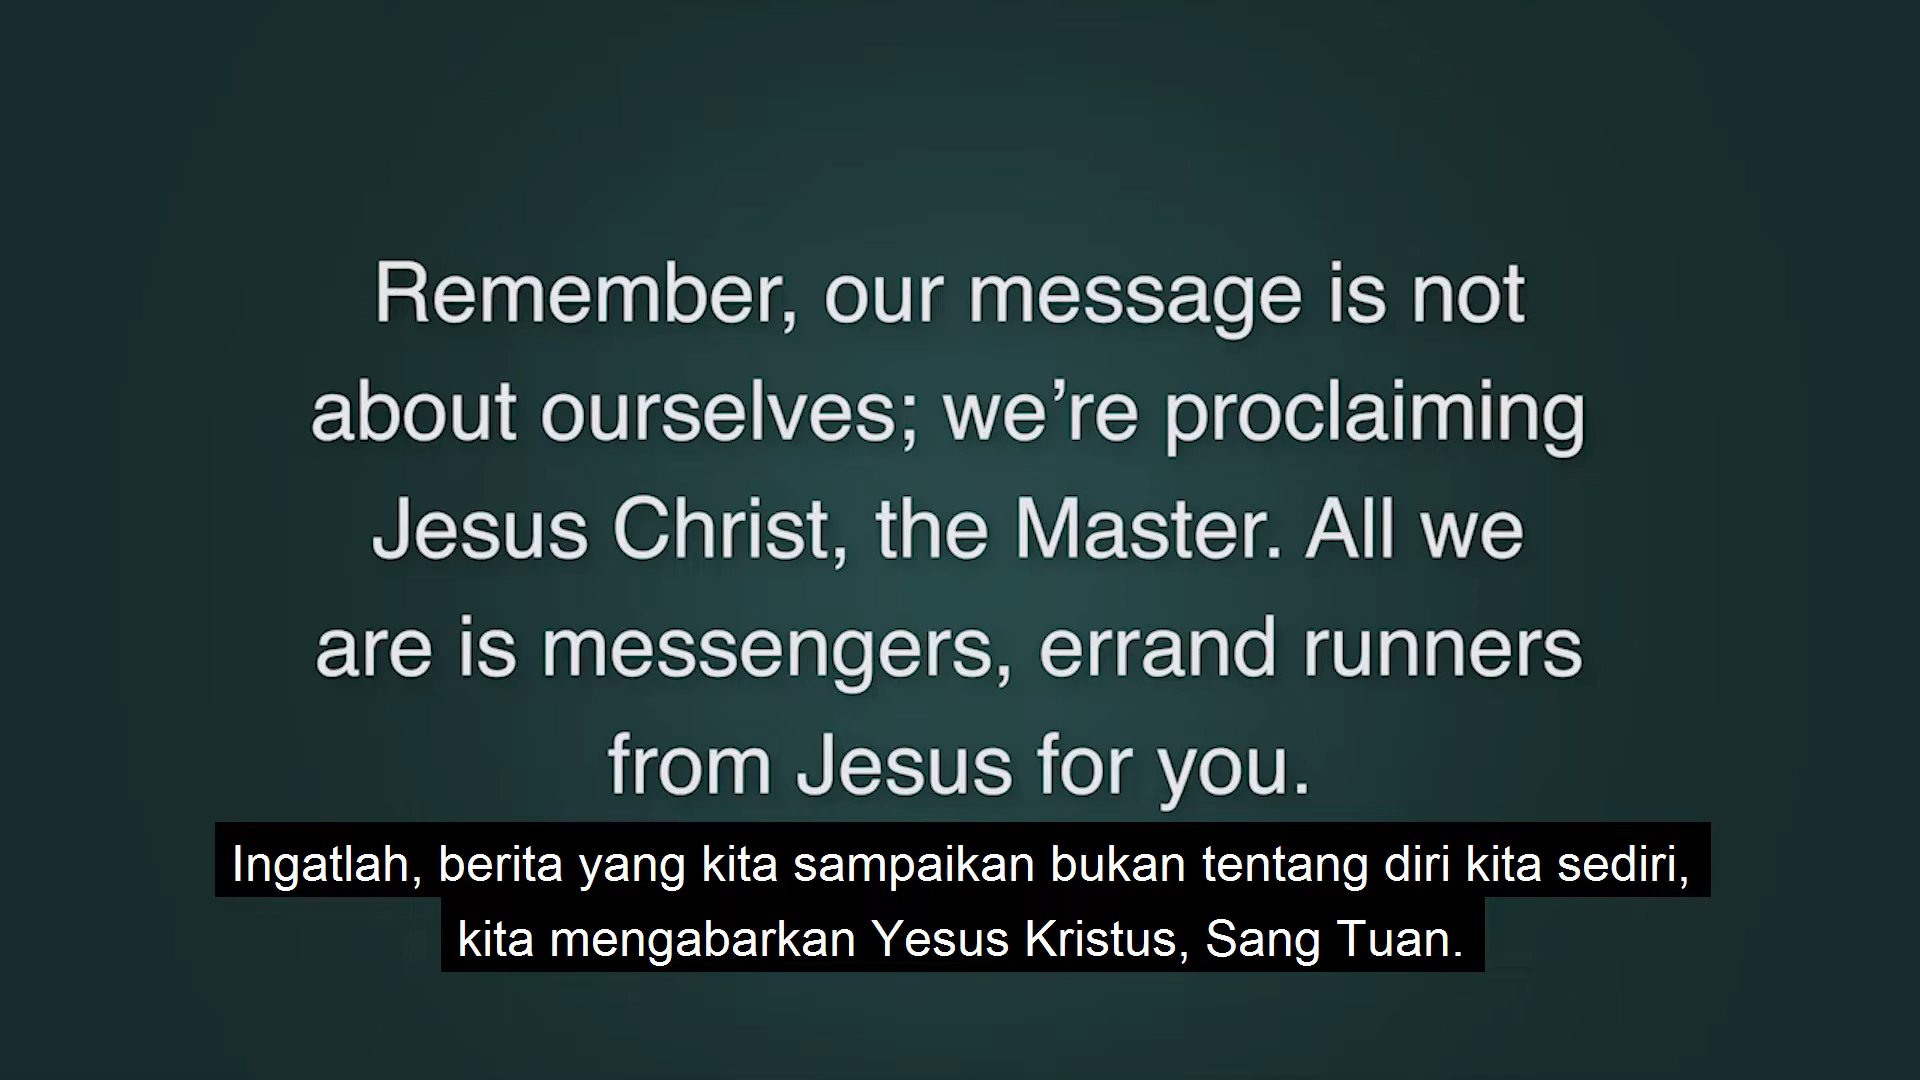 Remember, our message is not
about ourselves; we’re proclaiming
Jesus Christ, the Master. All we
are is messengers, errand runners
from Jesus for you.
Ingatlah, berita yang kita sampaikan bukan tentang diri kita sediri,
kita mengabarkan Yesus Kristus, Sang Tuan.